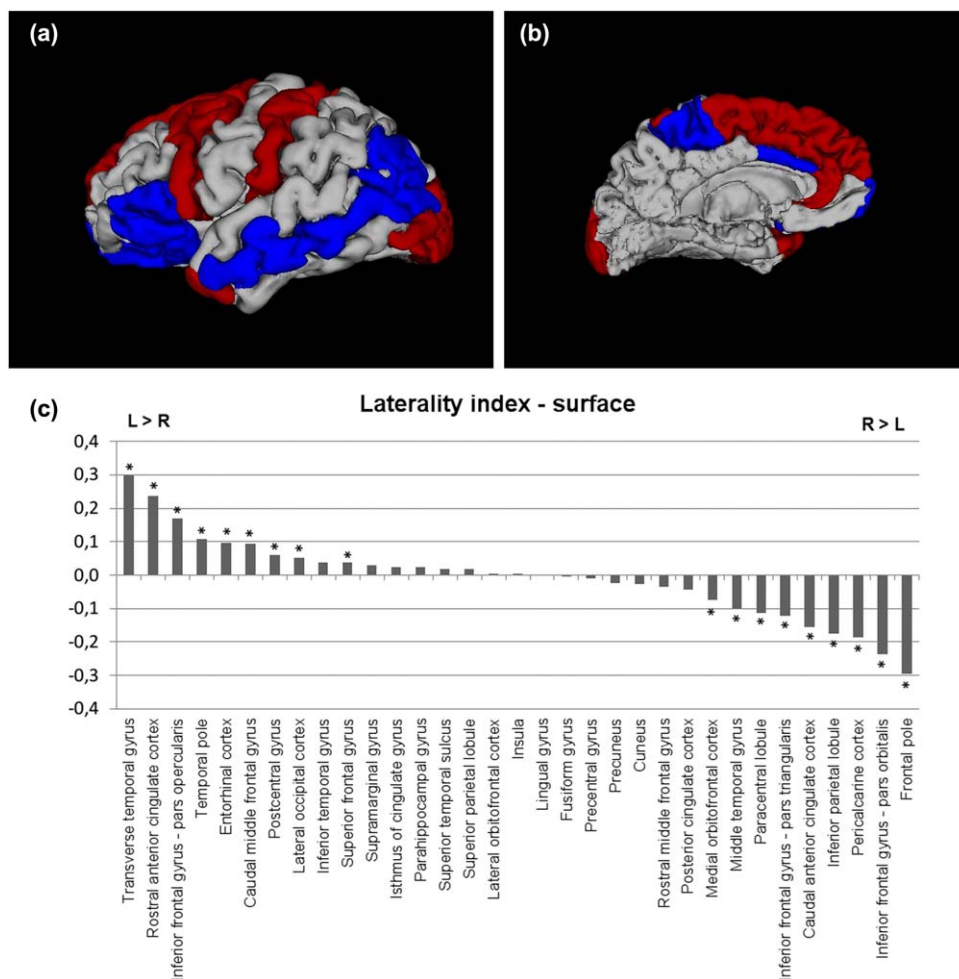 (a)
(b)
(c)
Laterality index - surface
L > R
R > L
0,4
0,3
0,2
0,1
0,0
-0,1
-0,2
-0,3
-0,4
* * * * * * * * *
* * * * * * * * *
Transverse temporal gyrus
Rostral anterior cingulate cortex
Inferior frontal gyrus - pars opercularis
Temporal pole
Entorhinal cortex
Caudal middle frontal gyrus
Postcentral gyrus
Lateral occipital cortex
Inferior temporal gyrus
Superior frontal gyrus
Supramarginal gyrus
Isthmus of cingulate gyrus
Parahippocampal gyrus
Superior temporal sulcus
Superior parietal lobule
Lateral orbitofrontal cortex
Insula
Lingual gyrus
Fusiform gyrus
Precentral gyrus
Precuneus
Cuneus
Rostral middle frontal gyrus
Posterior cingulate cortex
Medial orbitofrontal cortex
Middle temporal gyrus
Paracentral lobule
Inferior frontal gyrus - pars triangularis
Caudal anterior cingulate cortex
Inferior parietal lobule
Pericalcarine cortex
Inferior frontal gyrus - pars orbitalis
Frontal pole